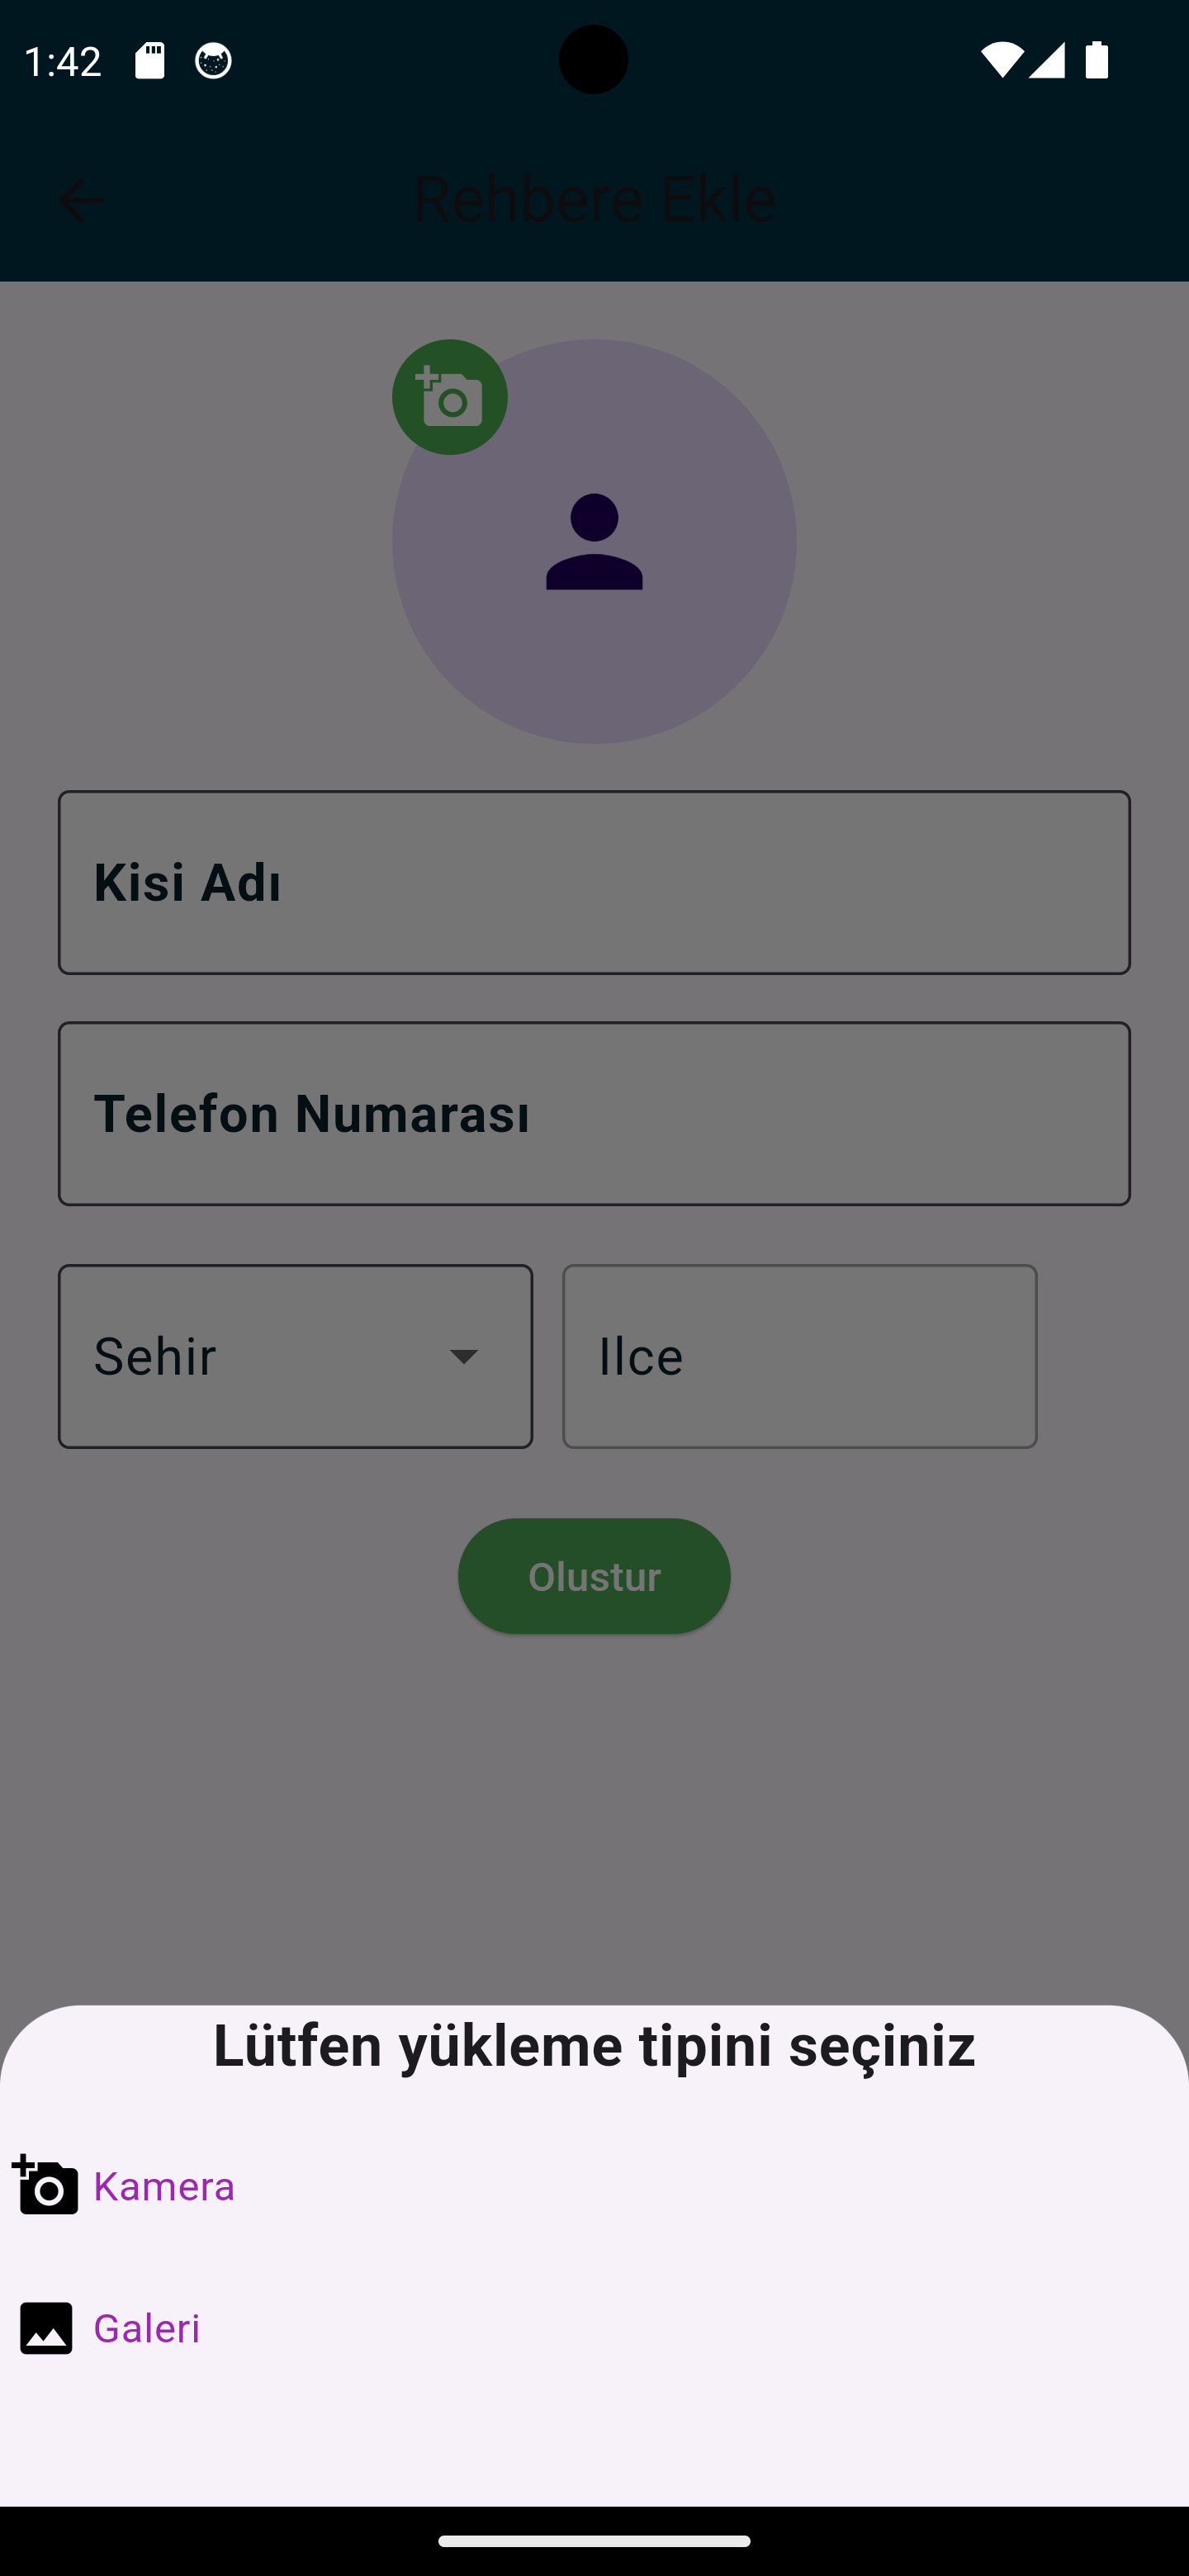 1:42
Rehbere Ekle
Kisi Adı
Telefon Numarası
Sehir
Ilce
Olustur
Lütfen yükleme tipini seçiniz
Kamera
Galeri